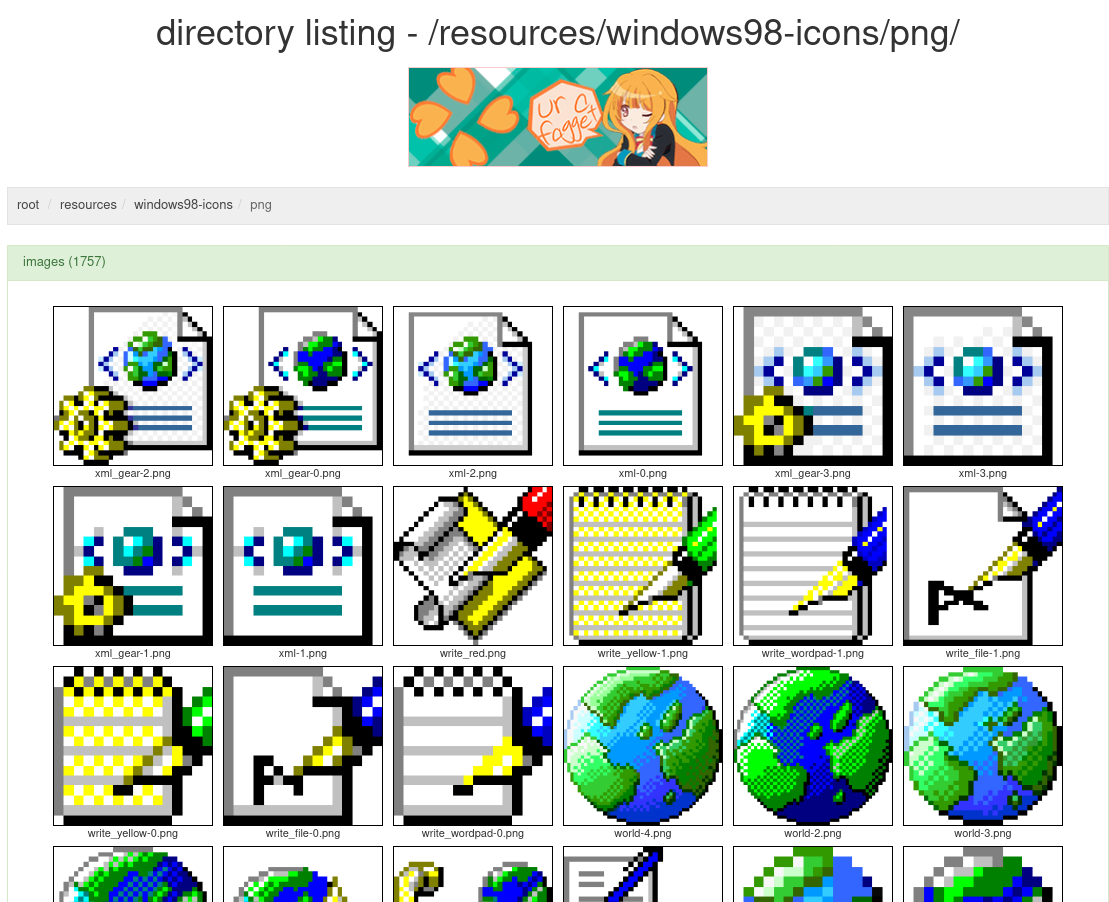 directory listing - /resources/windows98-icons/png/
ur a
fagget
root / resources / windows98-icons / png
images (1757)
xml_gear-2.png xml_gear-0.png xml-2.png xml-0.png xml_gear-3.png xml-3.png
xml_gear-1.png xml-1.png write_red.png write_yellow-1.png write_wordpad-1.png write_file-1.png
write_yellow-0.png write_file-0.png write_wordpad-0.png world-4.png world-2.png world-3.png